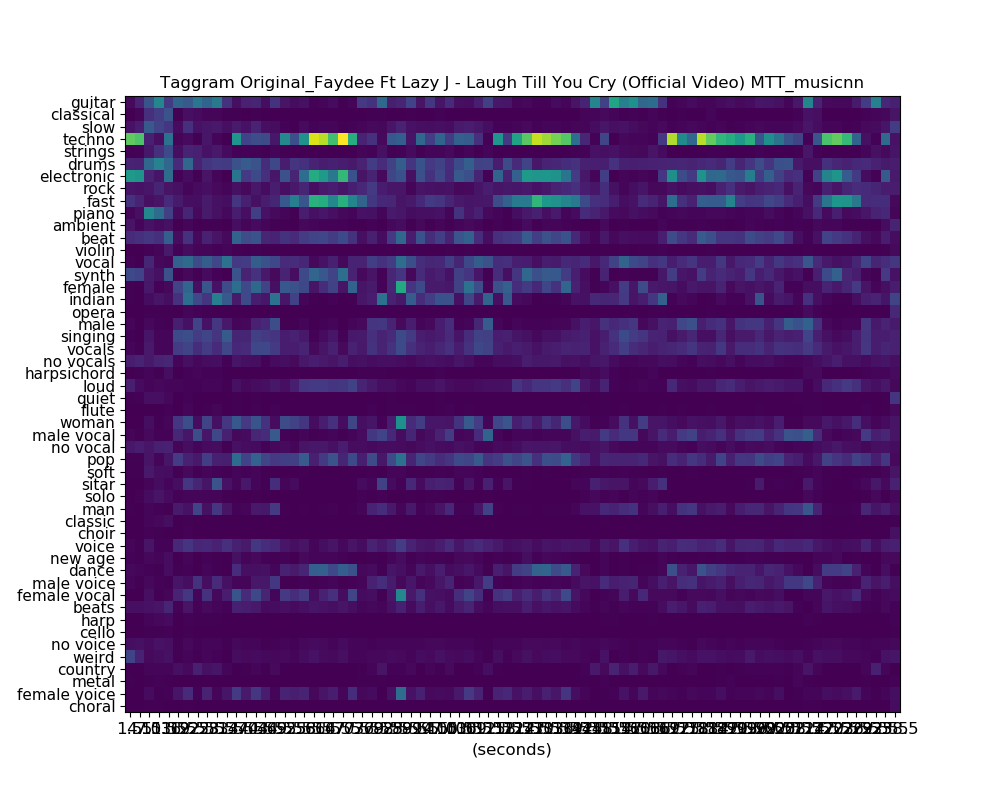 Taggram Original_Faydee Ft Lazy J - Laugh Till You Cry (Official Video) MTT_musicnn
guitar
classical
slow
techno
strings
drums
electronic
rock
fast
piano
ambient
beat
violin
vocal
synth
female
indian
opera
male
singing
vocals
no vocals
harpsichord
loud
quiet
flute
woman
male vocal
no vocal
pop
soft
sitar
solo
man
classic
choir
voice
new age
dance
male voice
female vocal
beats
harp
cello
no voice
weird
country
metal
female voice
choral
(seconds)